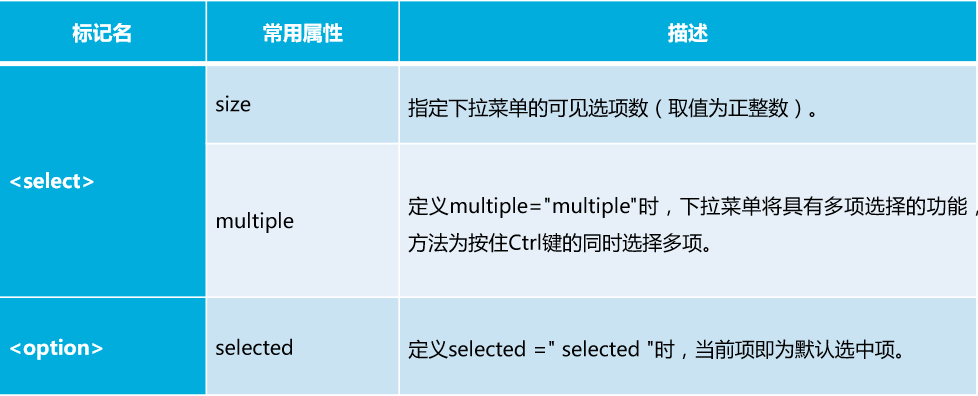 标记名 常用属性 描述
<select>
size 指定下拉菜单的可见选项数（取值为正整数）。
multiple 定义multiple="multiple"时，下拉菜单将具有多项选择的功能，
方法为按住Ctrl键的同时选择多项。
<option> selected 定义selected =" selected "时，当前项即为默认选中项。